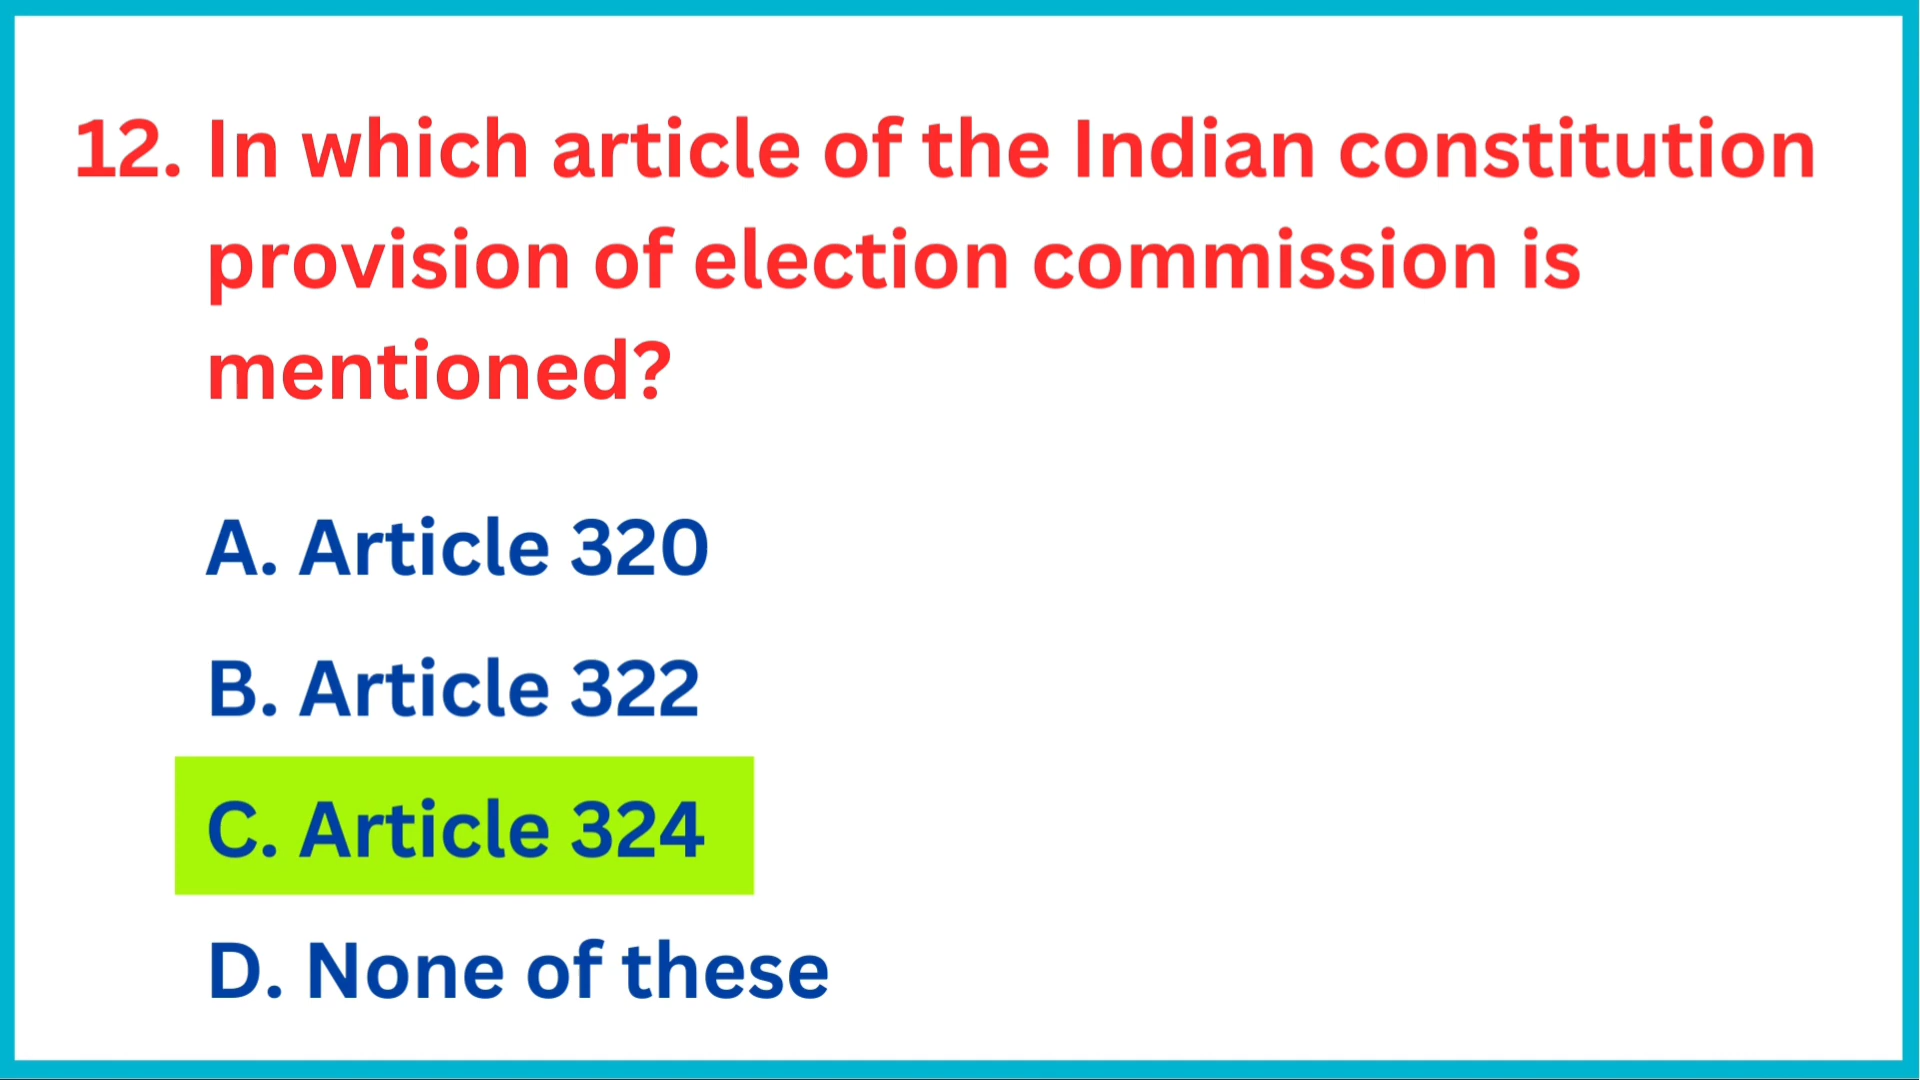 12. In which article of the Indian constitution
provision of election commission is
mentioned?
A. Article 320
B. Article 322
C. Article 324
D. None of these